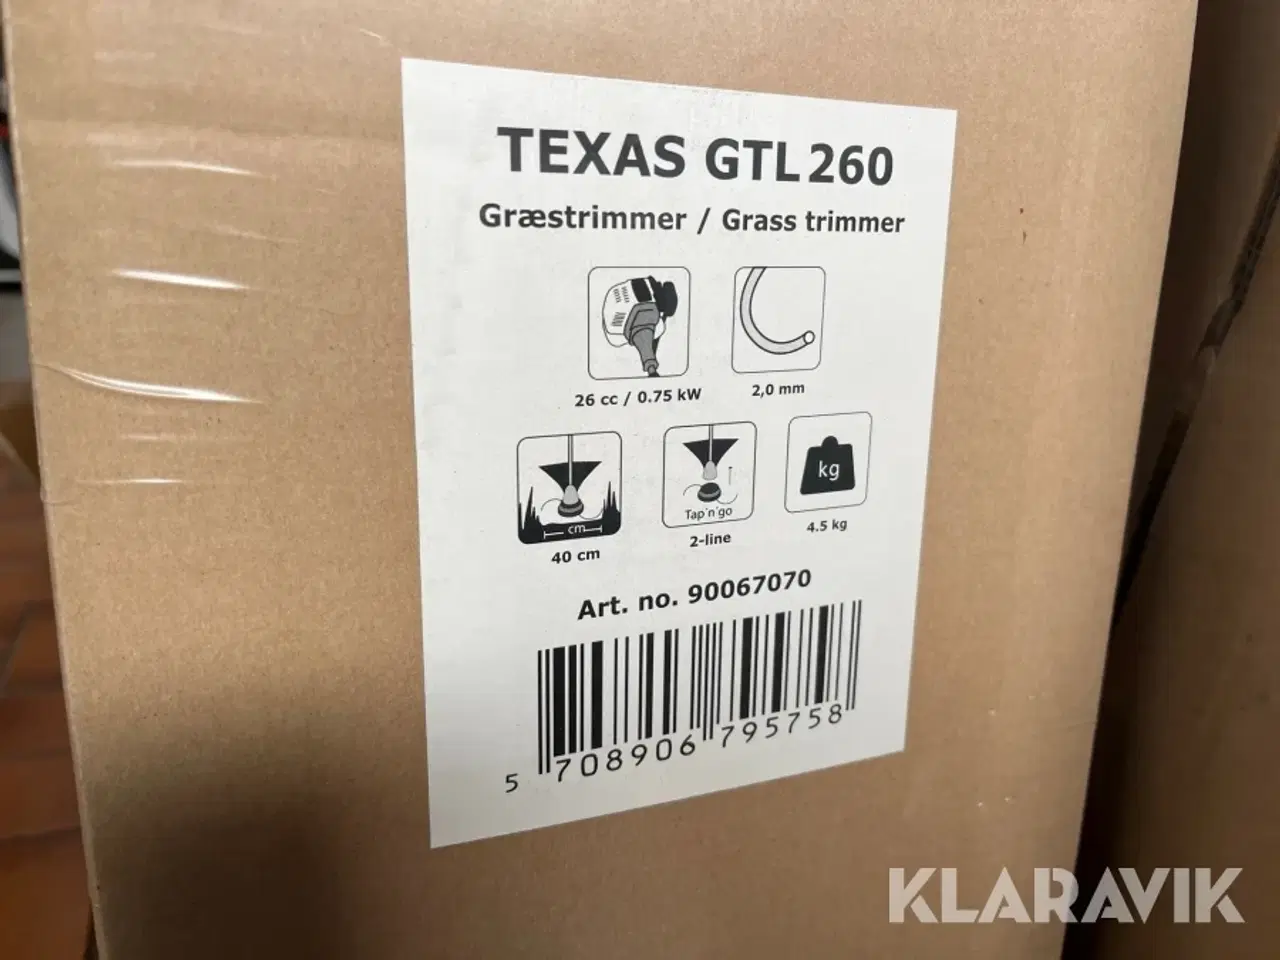 TEXAS GTL 260
Græstrimmer / Grass trimmer
26 cc / 0.75 kW
2,0 mm
cm
Tap'n'go
kg
40 cm
2-line
4.5 kg
Art. no. 90067070
5 708906 795758
KLARAVIK